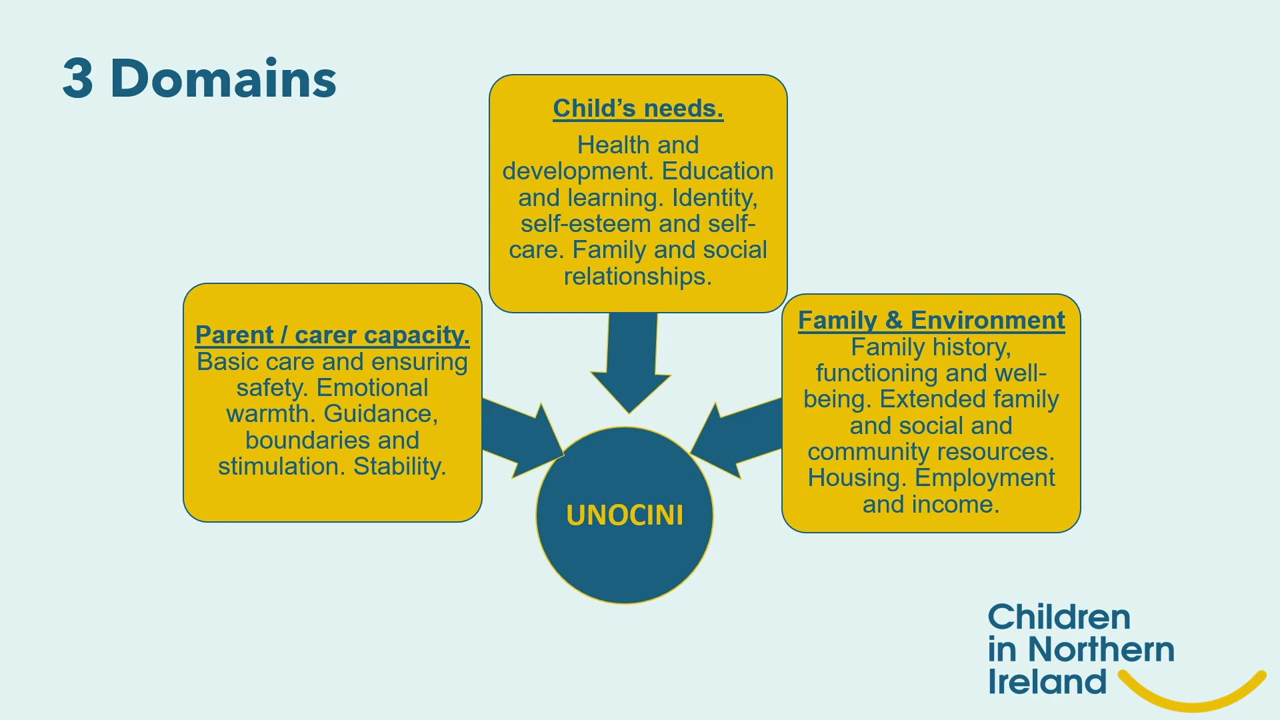 3 Domains
Child’s needs.
Health and
development. Education
and learning. Identity,
self-esteem and self-
care. Family and social
relationships.
Parent / carer capacity.
Basic care and ensuring
safety. Emotional
warmth. Guidance,
boundaries and
stimulation. Stability.
Family & Environment
Family history,
functioning and well-
being. Extended family
and social and
community resources.
Housing. Employment
and income.
UNOCINI
Children
in Northern
Ireland